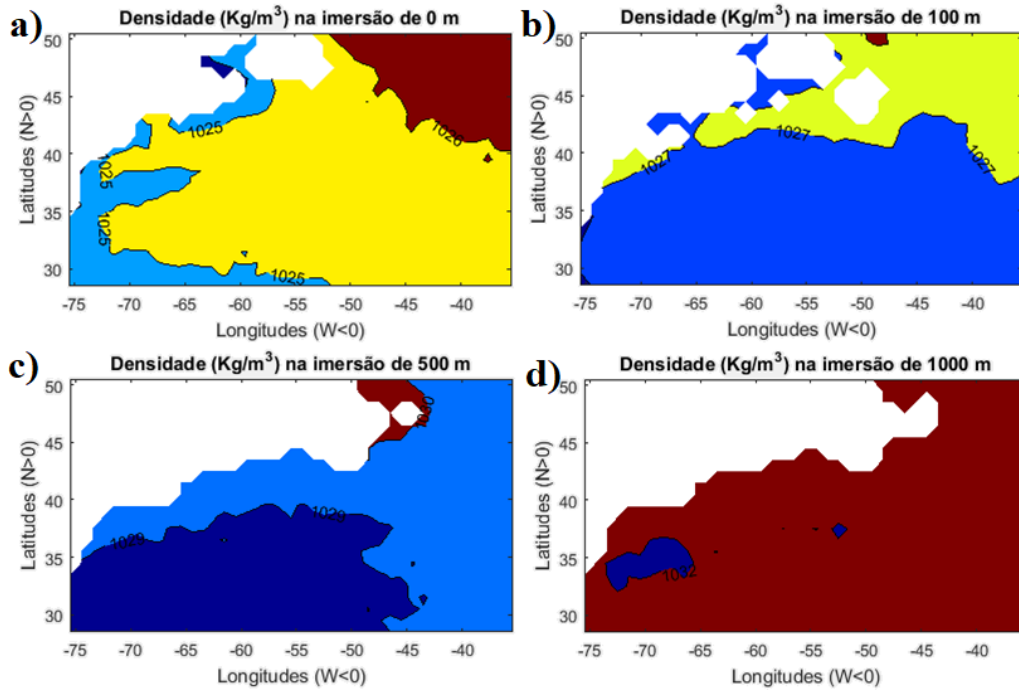 a)
Densidade (Kg/m³) na imersão de 0 m
Latitudes (N>0)
50
45
40
35
30
1025
1026
1025
1025
1025
-75 -70 -65 -60 -55 -50 -45 -40
Longitudes (W<0)
b)
Densidade (Kg/m³) na imersão de 100 m
Latitudes (N>0)
50
45
40
35
30
1027
1027
1027
-75 -70 -65 -60 -55 -50 -45 -40
Longitudes (W<0)
c)
Densidade (Kg/m³) na imersão de 500 m
Latitudes (N>0)
50
45
40
35
30
1030
1029
1029
-75 -70 -65 -60 -55 -50 -45 -40
Longitudes (W<0)
d)
Densidade (Kg/m³) na imersão de 1000 m
Latitudes (N>0)
50
45
40
35
30
1032
-75 -70 -65 -60 -55 -50 -45 -40
Longitudes (W<0)